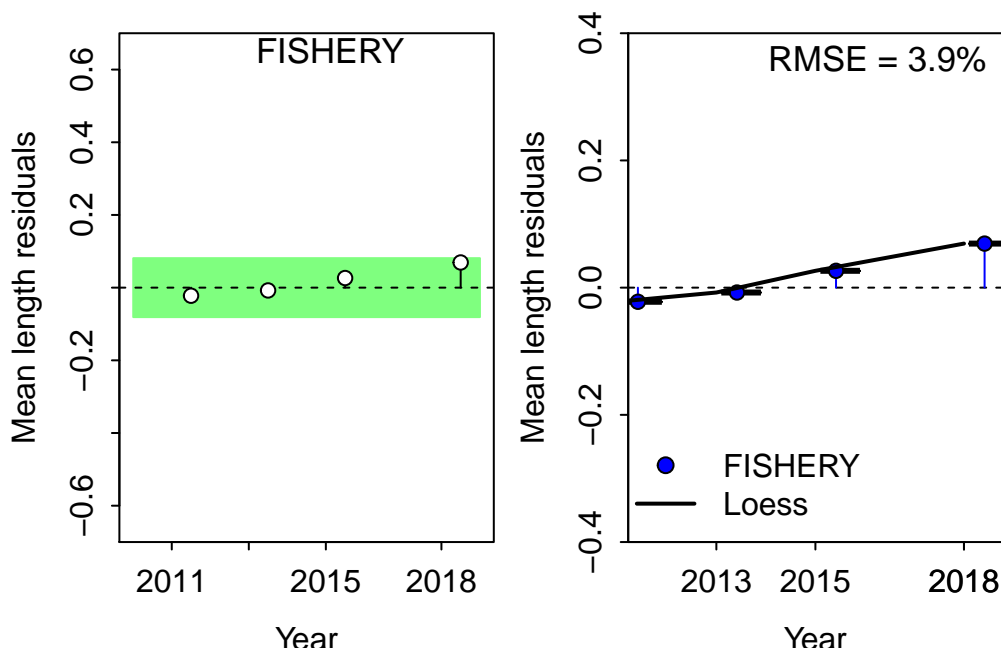 FISHERY
Mean length residuals
0.6
0.4
0.2
−0.2
−0.6
2011
2015
2018
Year
RMSE = 3.9%
Mean length residuals
0.4
0.2
0.0
−0.2
−0.4
FISHERY
Loess
2013
2015
2018
Year